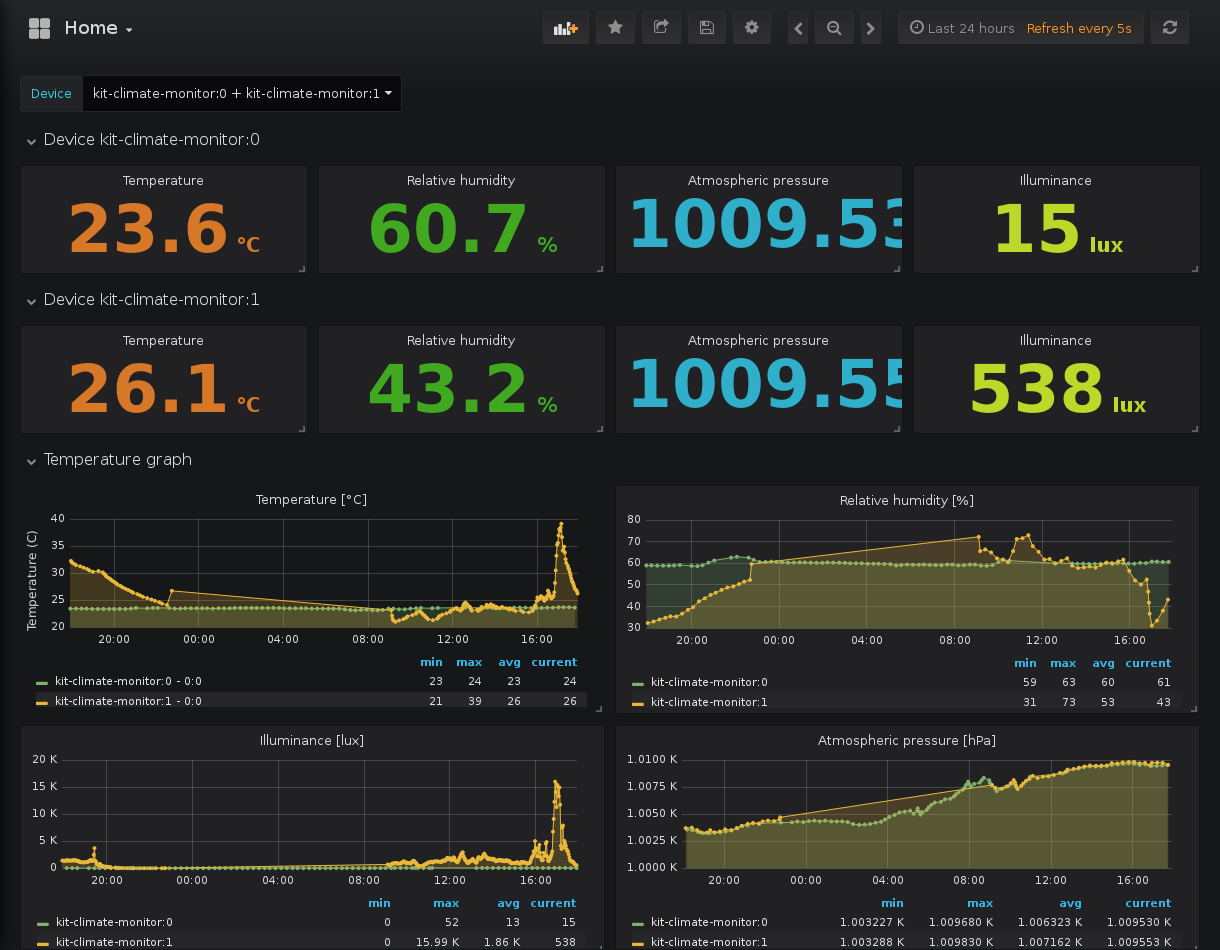 Home
Last 24 hours Refresh every 5s
Device kit-climate-monitor:0 + kit-climate-monitor:1
Device kit-climate-monitor:0
Temperature Relative humidity Atmospheric pressure Illuminance
23.6 °C 60.7 % 1009.53 15 lux
Device kit-climate-monitor:1
Temperature Relative humidity Atmospheric pressure Illuminance
26.1 °C 43.2 % 1009.55 538 lux
Temperature graph
Temperature [°C]
Temperature (C)
40
35
30
25
20
20:00 00:00 04:00 08:00 12:00 16:00
min max avg current
kit-climate-monitor:0 - 0:0 23 24 23 24
kit-climate-monitor:1 - 0:0 21 39 26 26
Relative humidity [%]
80
70
60
50
40
30
20:00 00:00 04:00 08:00 12:00 16:00
min max avg current
kit-climate-monitor:0 59 63 60 61
kit-climate-monitor:1 31 73 53 43
Illuminance [lux]
20 K
15 K
10 K
5 K
0
20:00 00:00 04:00 08:00 12:00 16:00
min max avg current
kit-climate-monitor:0 0 52 13 15
kit-climate-monitor:1 0 15.99 K 1.86 K 538
Atmospheric pressure [hPa]
1.0100 K
1.0075 K
1.0050 K
1.0025 K
1.0000 K
20:00 00:00 04:00 08:00 12:00 16:00
min max avg current
kit-climate-monitor:0 1.003227 K 1.009680 K 1.006323 K 1.009530 K
kit-climate-monitor:1 1.003288 K 1.009830 K 1.007162 K 1.009553 K